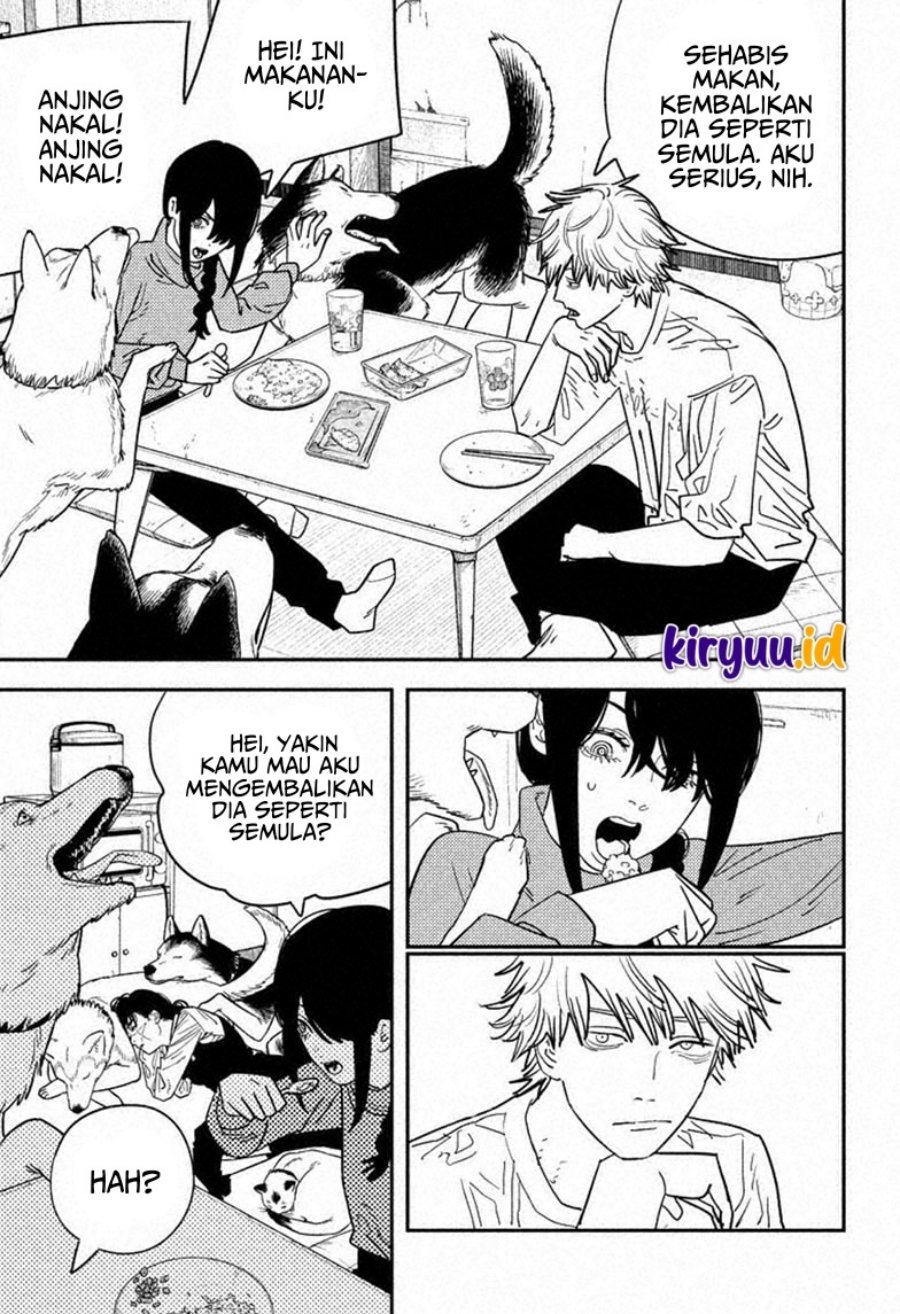 SEHABIS
MAKAN,
KEMBALIKAN
DIA SEPERTI
SEMULA. AKU
SERIUS, NIH.
HEI! INI
MAKANAN-
KU!
ANJING
NAKAL!
ANJING
NAKAL!
kiryuu.id
HEI, YAKIN
KAMU MAU AKU
MENGEMBALIKAN
DIA SEPERTI
SEMULA?
HAH?